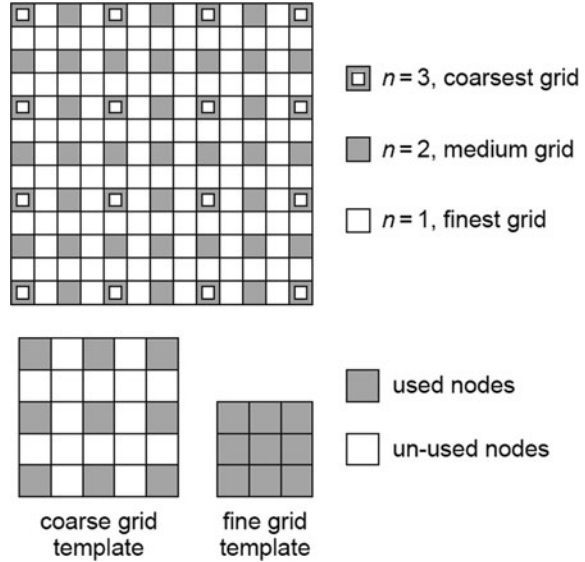 n = 3, coarsest grid
n = 2, medium grid
n = 1, finest grid
used nodes
un-used nodes
coarse grid
template
fine grid
template